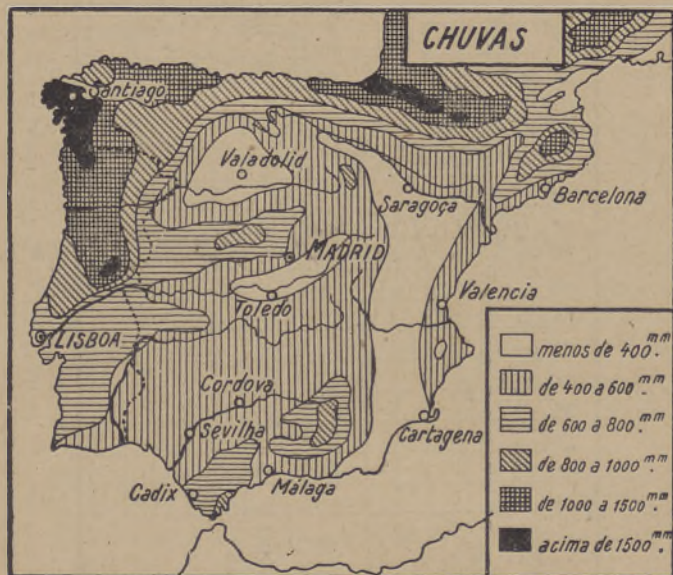 CHUVAS
Santiago
Valadolid
Saragoça
Barcelona
MADRID
Toledo
Valencia
LISBOA
Cordova
Sevilha
Cartagena
Cadix
Málaga
menos de 400 mm.
de 400 a 600 mm.
de 600 a 800 mm.
de 800 a 1000 mm.
de 1000 a 1500 mm.
acima de 1500 mm.